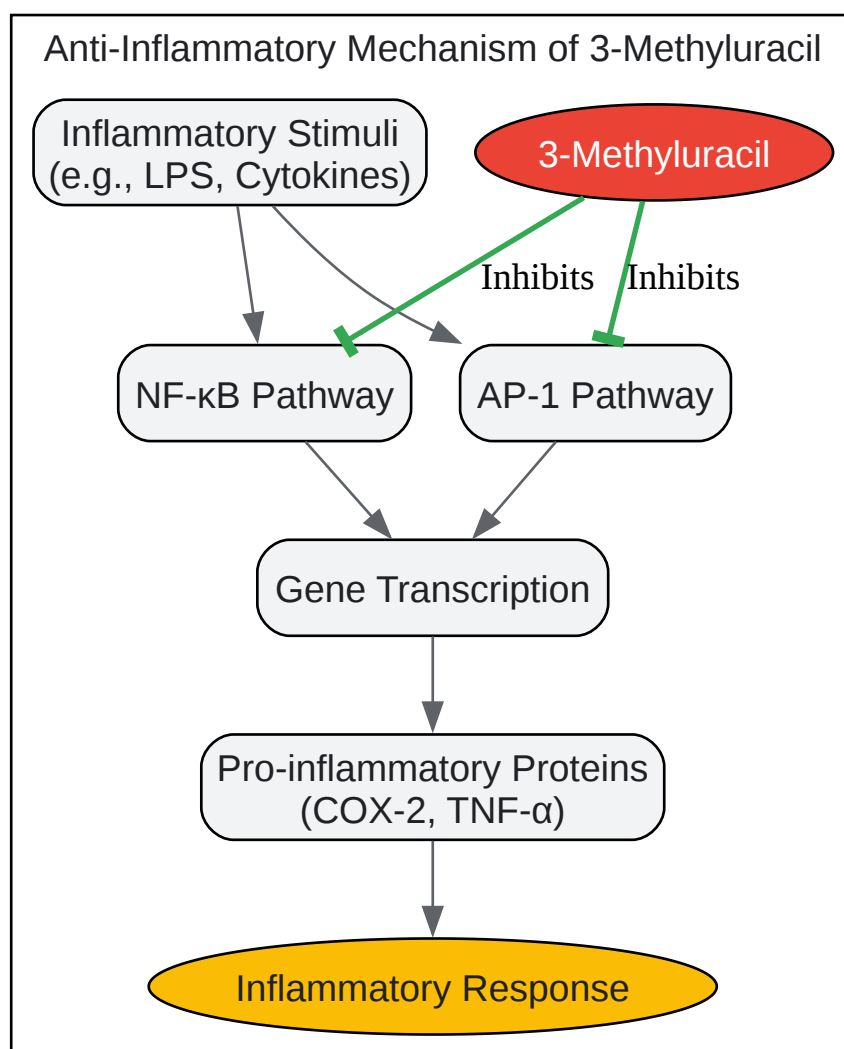 Anti-Inflammatory Mechanism of 3-Methyluracil
Inflammatory Stimuli
(e.g., LPS, Cytokines)
3-Methyluracil
Inhibits
Inhibits
NF-κB Pathway
AP-1 Pathway
Gene Transcription
Pro-inflammatory Proteins
(COX-2, TNF-α)
Inflammatory Response